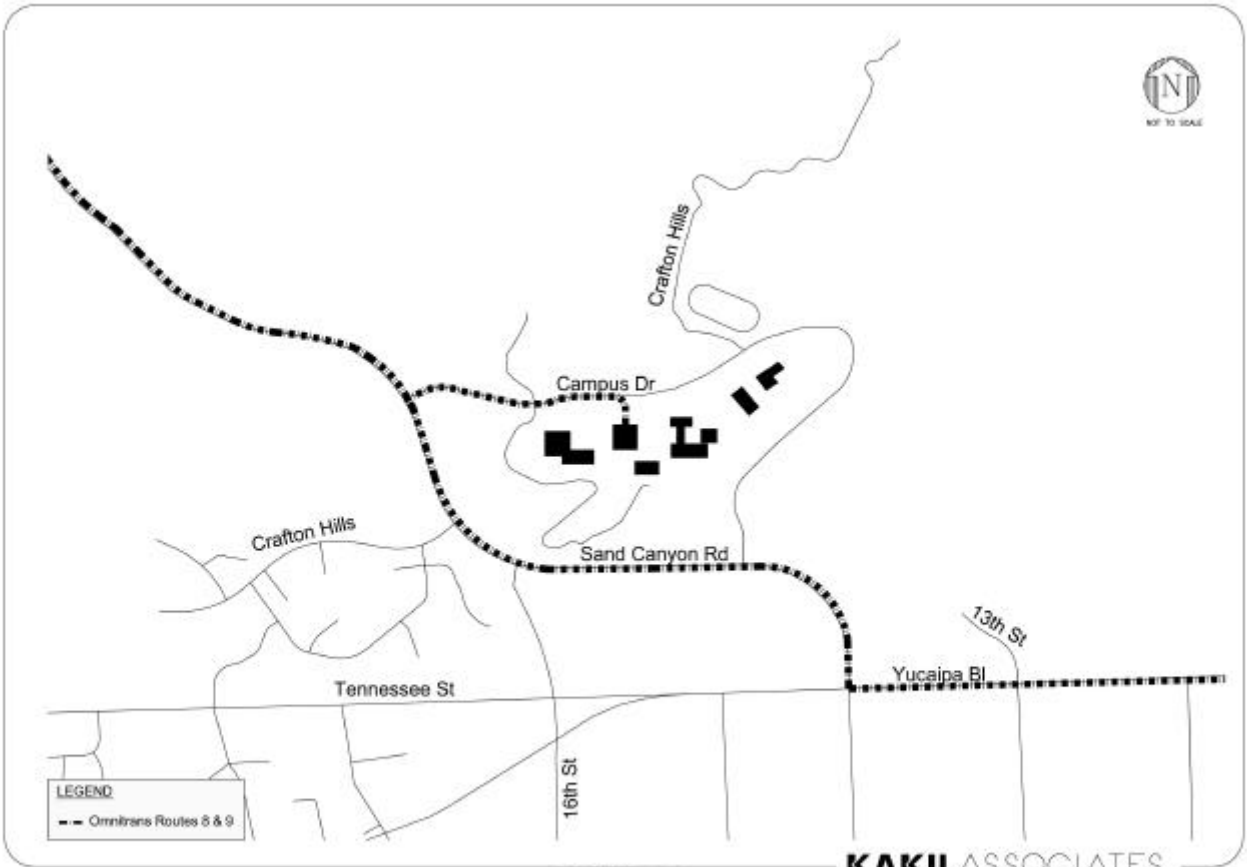 N
NOT TO SCALE
Crafton Hills
Campus Dr
Crafton Hills
Sand Canyon Rd
13th St
Yucaipa Bl
Tennessee St
16th St
LEGEND
Omnitrans Routes 8 & 9
KAKU ASSOCIATES